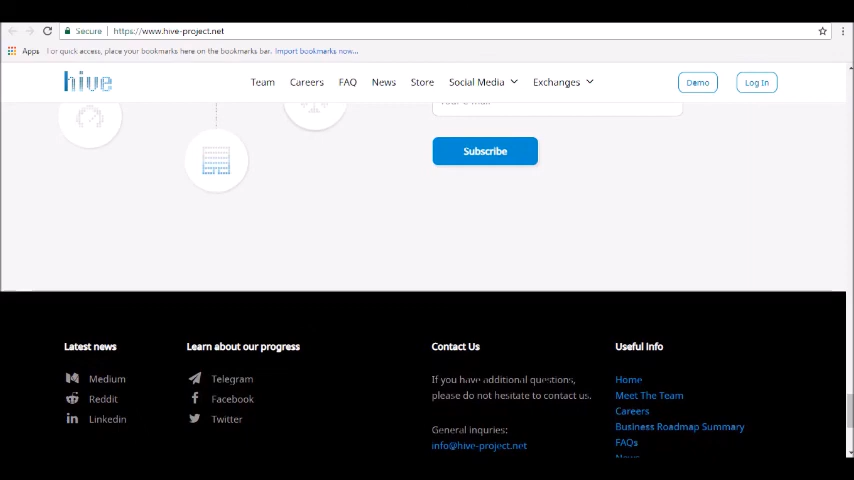 Secure | https://www.hive-project.net
Apps For quick access, place your bookmarks here on the bookmarks bar. Import bookmarks now...
hive Team Careers FAQ News Store Social Media Exchanges Demo Log In
Subscribe
Latest news Learn about our progress Contact Us Useful Info
Medium Telegram If you have additional questions, Home
Reddit Facebook please do not hesitate to contact us. Meet The Team
Linkedin Twitter Careers
General inquries: Business Roadmap Summary
info@hive-project.net FAQs
News